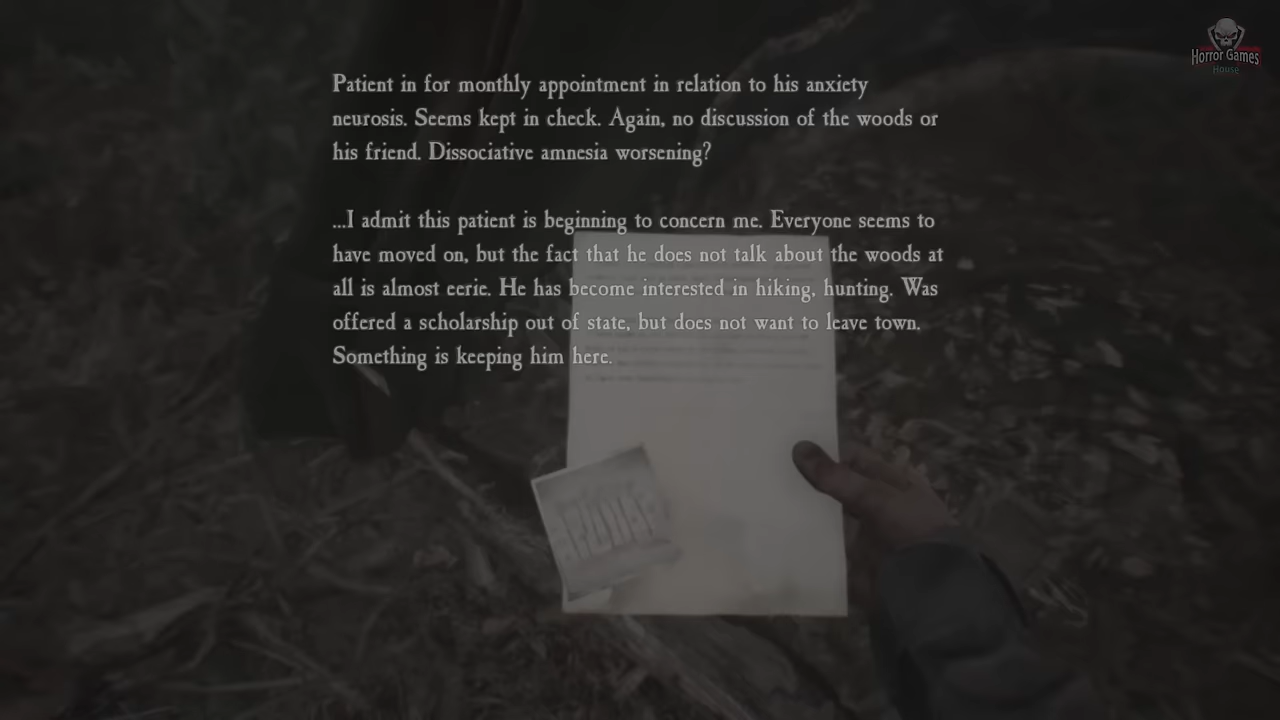 Horror Games
House
Patient in for monthly appointment in relation to his anxiety
neurosis. Seems kept in check. Again, no discussion of the woods or
his friend. Dissociative amnesia worsening?
...I admit this patient is beginning to concern me. Everyone seems to
have moved on, but the fact that he does not talk about the woods at
all is almost eerie. He has become interested in hiking, hunting. Was
offered a scholarship out of state, but does not want to leave town.
Something is keeping him here.